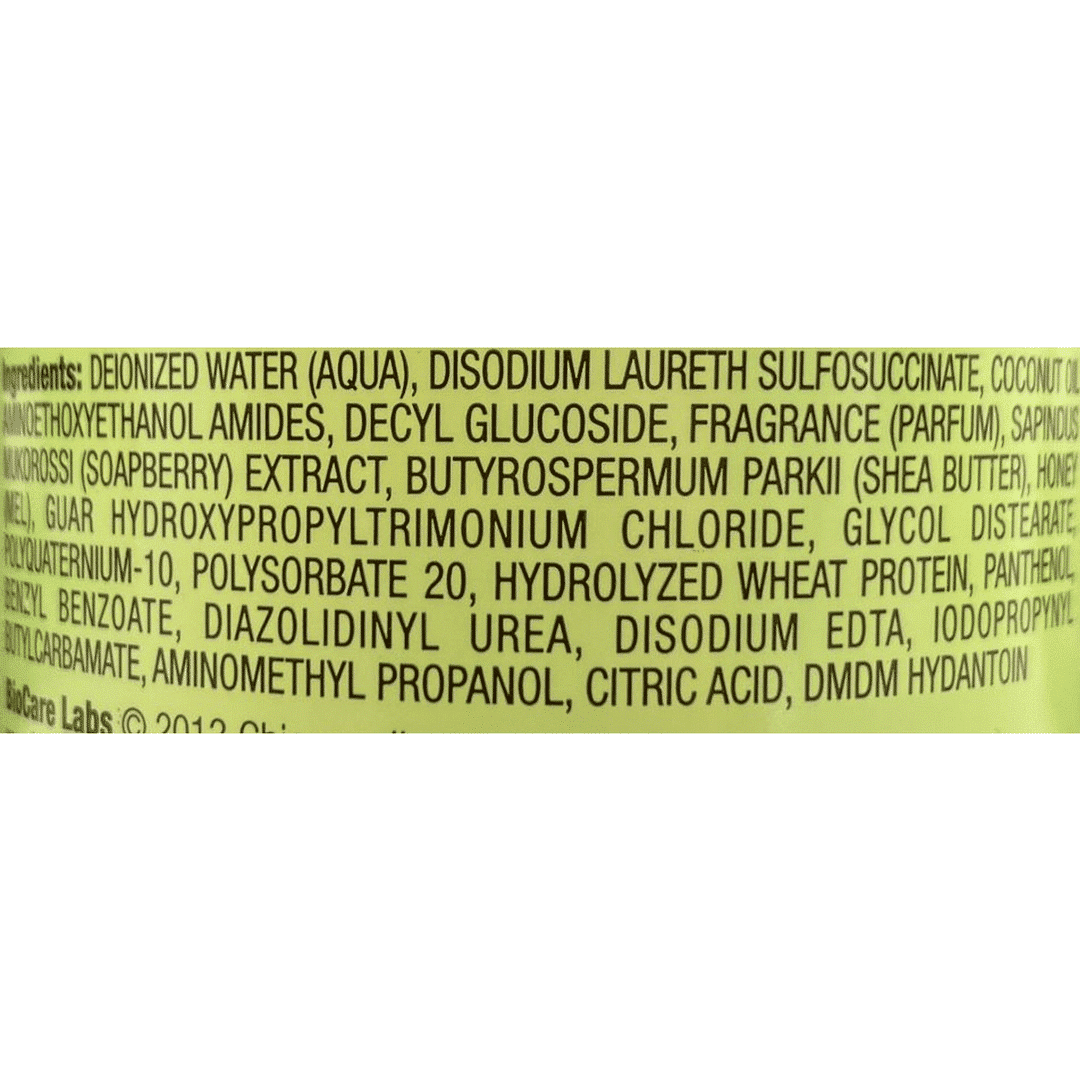 Ingredients: DEIONIZED WATER (AQUA), DISODIUM LAURETH SULFOSUCCINATE, COCONUT OIL
AMINOETHOXYETHANOL AMIDES, DECYL GLUCOSIDE, FRAGRANCE (PARFUM), SAPINDUS
MUKOROSSI (SOAPBERRY) EXTRACT, BUTYROSPERMUM PARKII (SHEA BUTTER), HONEY
(MEL), GUAR HYDROXYPROPYLTRIMONIUM CHLORIDE, GLYCOL DISTEARATE,
POLYQUATERNIUM-10, POLYSORBATE 20, HYDROLYZED WHEAT PROTEIN, PANTHENOL,
BENZYL BENZOATE, DIAZOLIDINYL UREA, DISODIUM EDTA, IODOPROPYNYL
BUTYLCARBAMATE, AMINOMETHYL PROPANOL, CITRIC ACID, DMDM HYDANTOIN
BioCare Labs © 2012